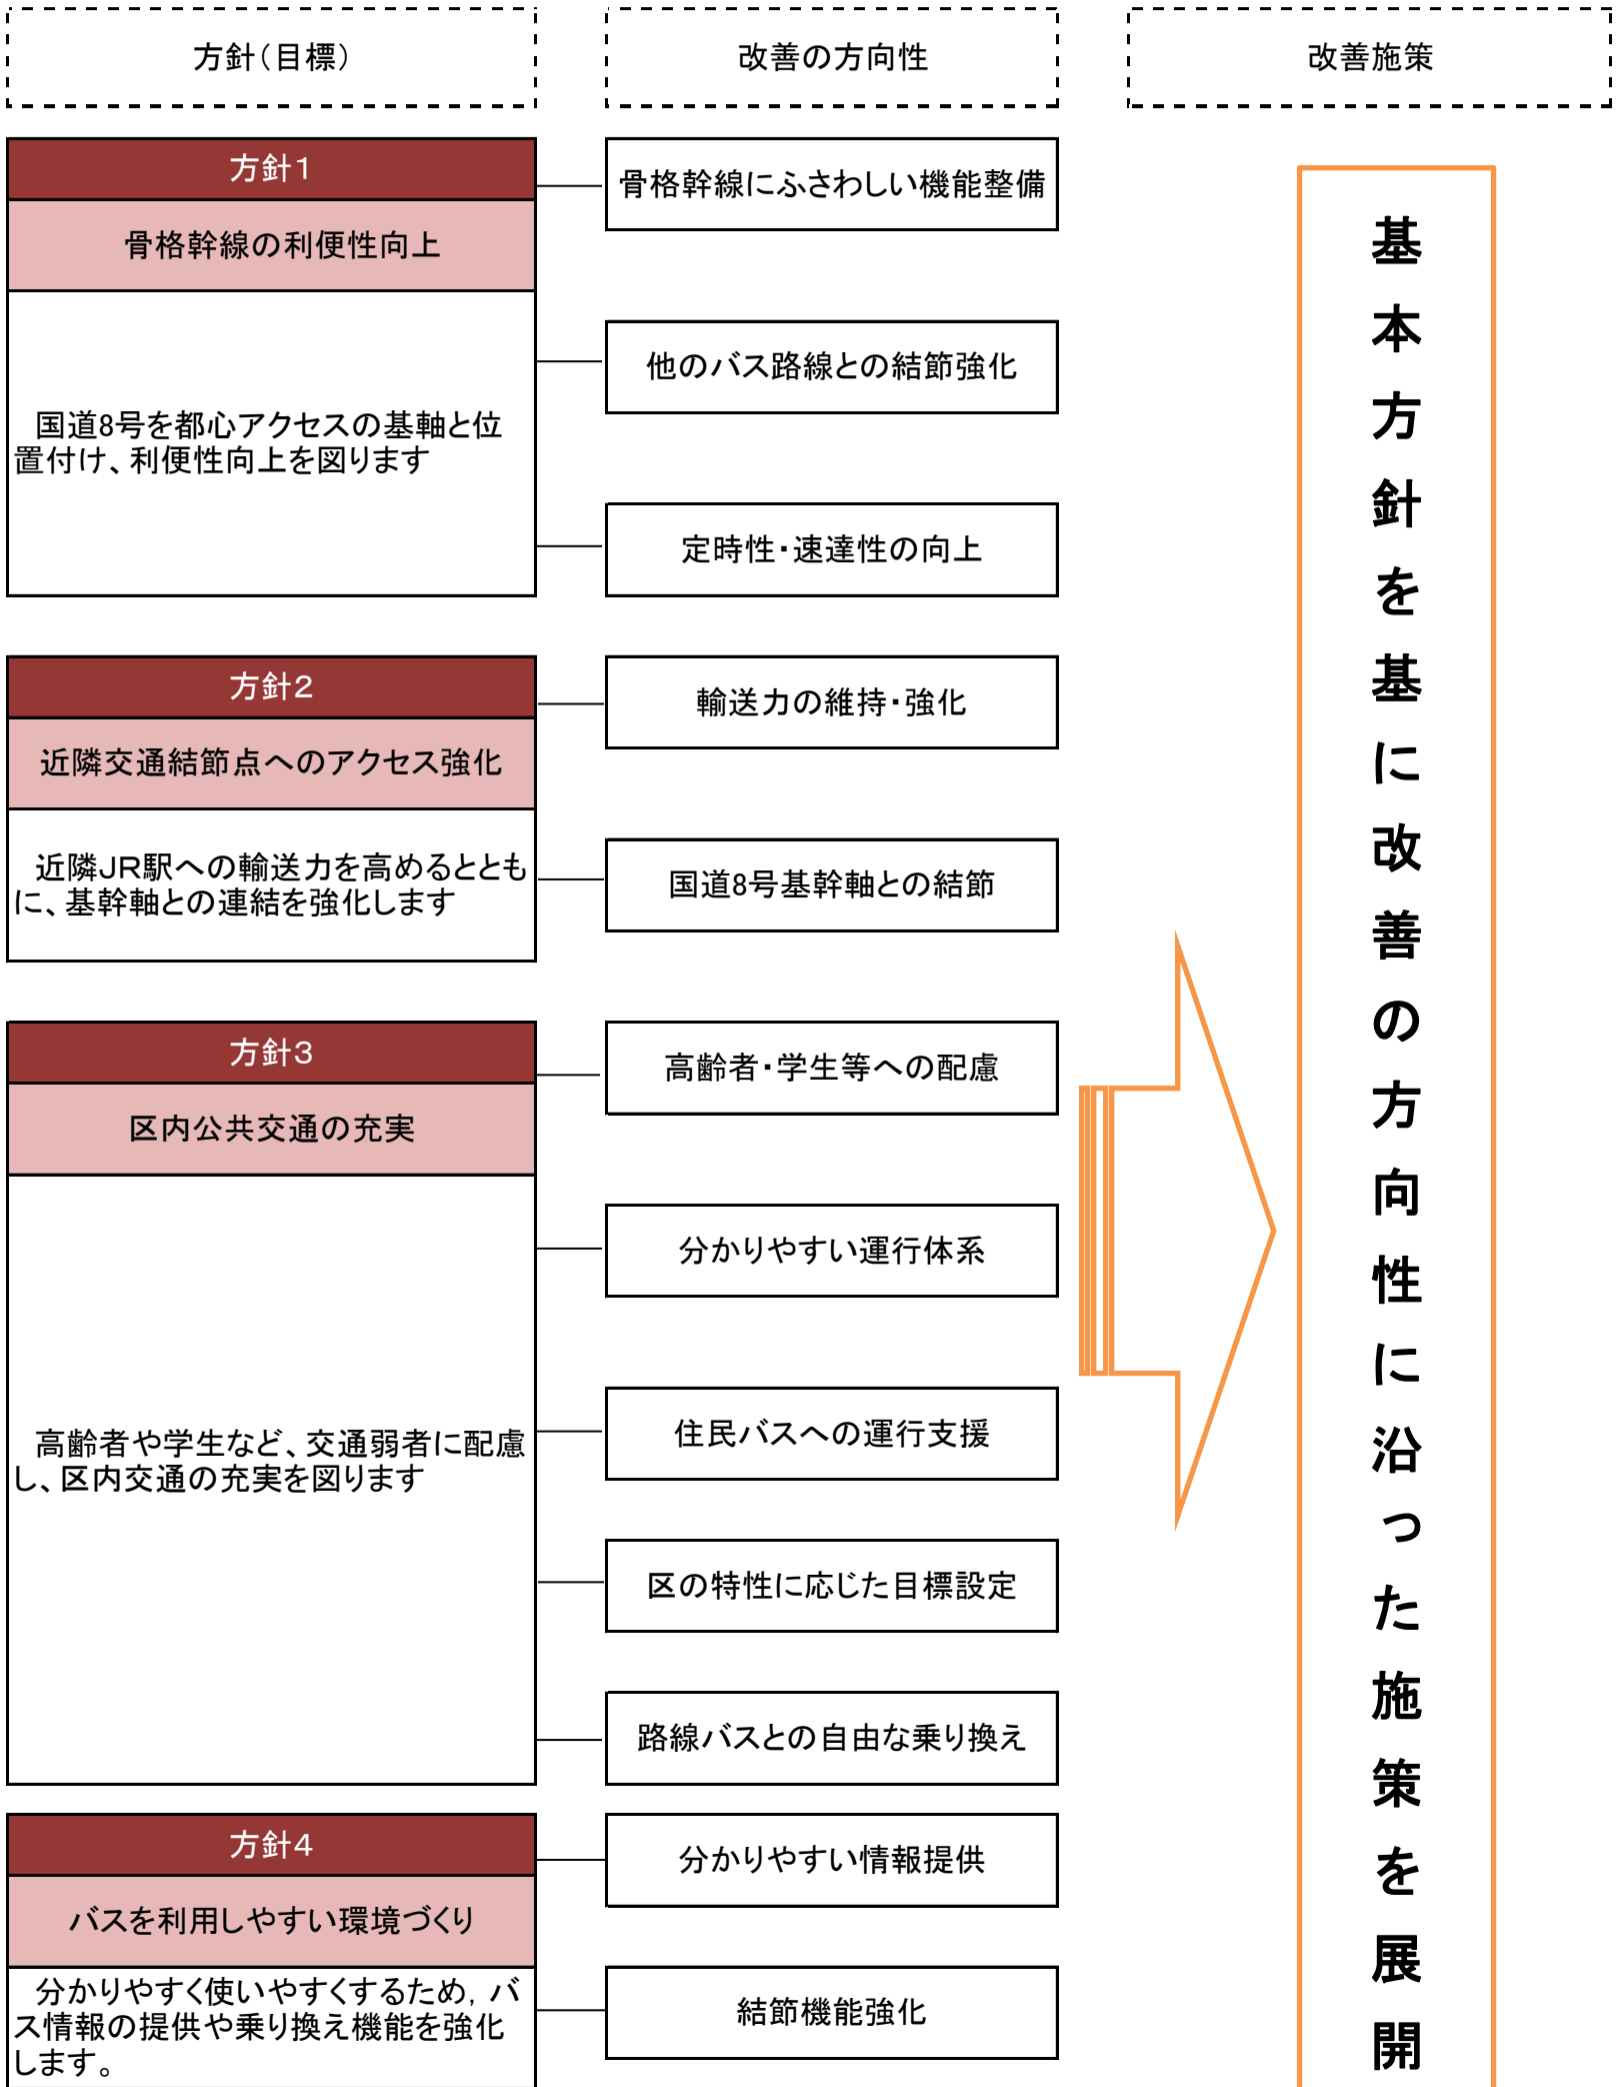 方針（目標）
改善の方向性
改善施策
方針１
骨格幹線の利便性向上
国道8号を都心アクセスの基軸と位
置付け、利便性向上を図ります
骨格幹線にふさわしい機能整備
他のバス路線との結節強化
定時性・速達性の向上
方針２
近隣交通結節点へのアクセス強化
近隣ＪＲ駅への輸送力を高めるととも
に、基幹軸との連結を強化します
輸送力の維持・強化
国道8号基幹軸との結節
方針３
区内公共交通の充実
高齢者や学生など、交通弱者に配慮
し、区内交通の充実を図ります
高齢者・学生等への配慮
分かりやすい運行体系
住民バスへの運行支援
区の特性に応じた目標設定
路線バスとの自由な乗り換え
方針４
バスを利用しやすい環境づくり
分かりやすく使いやすくするため，バ
ス情報の提供や乗り換え機能を強化
します。
分かりやすい情報提供
結節機能強化
基本方針を基に改善の方向性に沿った施策を展開